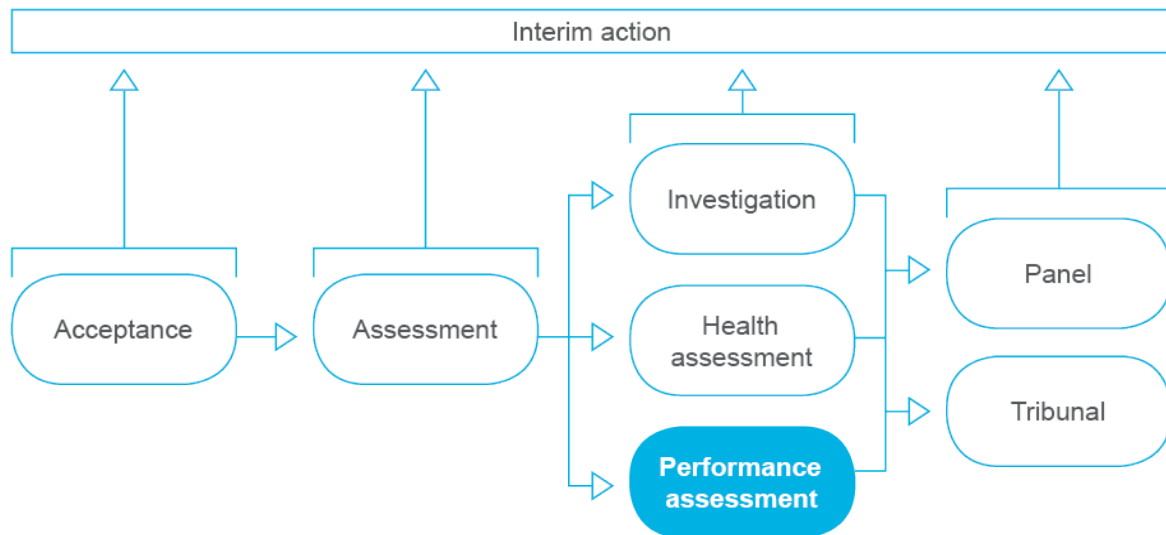 Interim action
Acceptance
Assessment
Investigation
Health
assessment
Performance
assessment
Panel
Tribunal